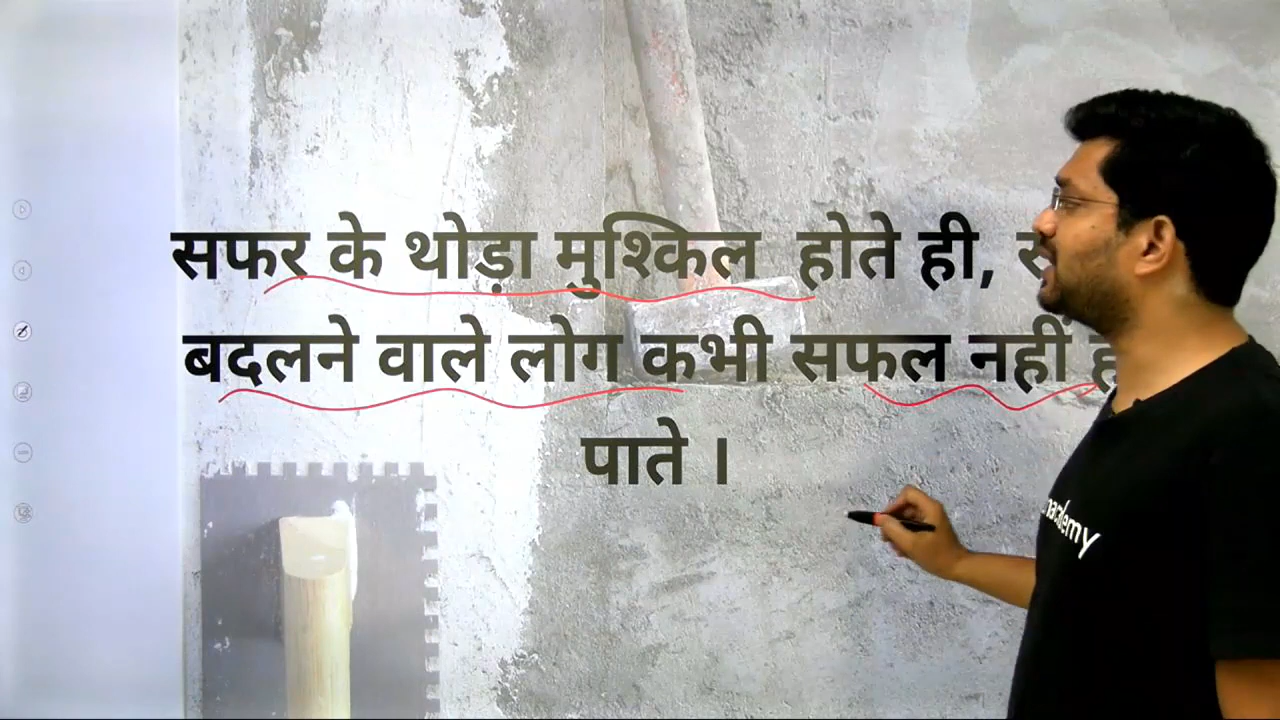 सफर के थोड़ा मुश्किल होते ही,
बदलने वाले लोग कभी सफल नहीं
पाते ।